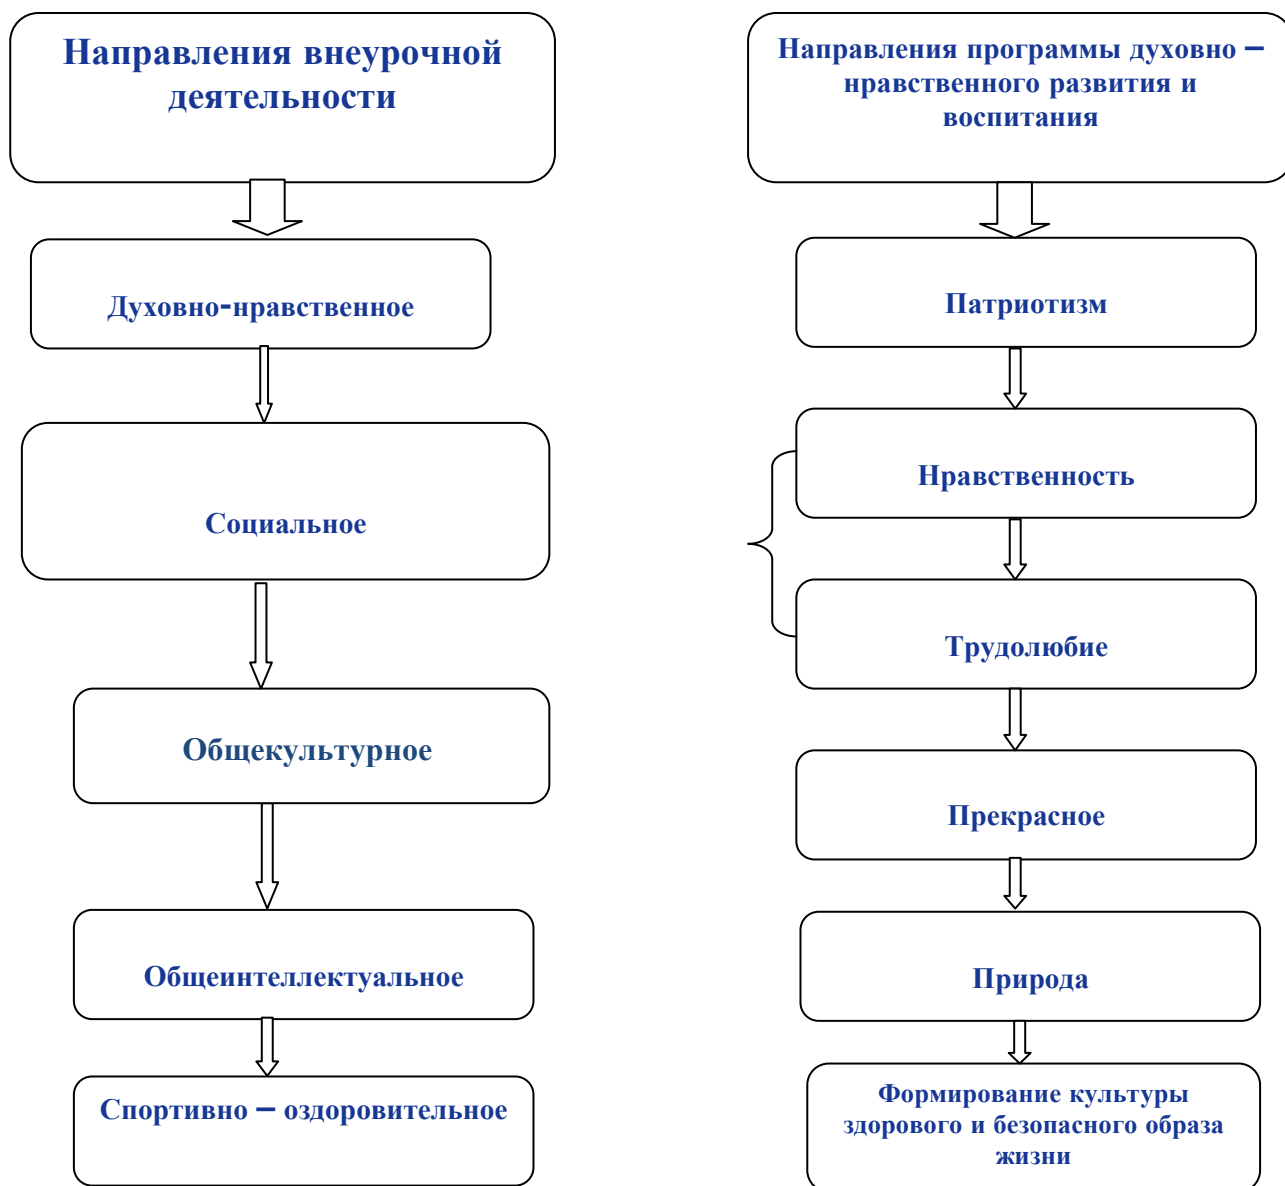 Направления внеурочной
деятельности
Духовно-нравственное
Социальное
Общекультурное
Общеинтеллектуальное
Спортивно – оздоровительное
Направления программы духовно –
нравственного развития и
воспитания
Патриотизм
Нравственность
Трудолюбие
Прекрасное
Природа
Формирование культуры
здорового и безопасного образа
жизни